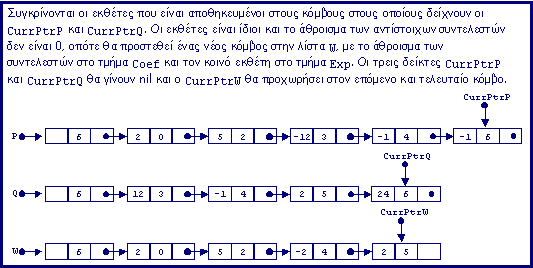 Συγκρίνονται οι εκθέτες που είναι αποθηκευμένοι στους κόμβους στους οποίους δείχνουν οι
CurrPtrP και CurrPtrQ. Οι εκθέτες είναι ίδιοι και το άθροισμα των αντίστοιχων συντελεστών
δεν είναι 0, οπότε θα προστεθεί ένας νέος κόμβος στην λίστα W, με το άθροισμα των
συντελεστών στο τμήμα Coef και τον κοινό εκθέτη στο τμήμα Exp. Οι τρεις δείκτες CurrPtrP
και CurrPtrQ θα γίνουν nil και ο CurrPtrW θα προχωρήσει στον επόμενο και τελευταίο κόμβο.
CurrPtrP
P 6 2 0 5 2 -12 3 -1 4 -1 6
CurrPtrQ
Q 6 12 3 -1 4 2 5 24 6
CurrPtrW
W 6 2 0 5 2 -2 4 2 5